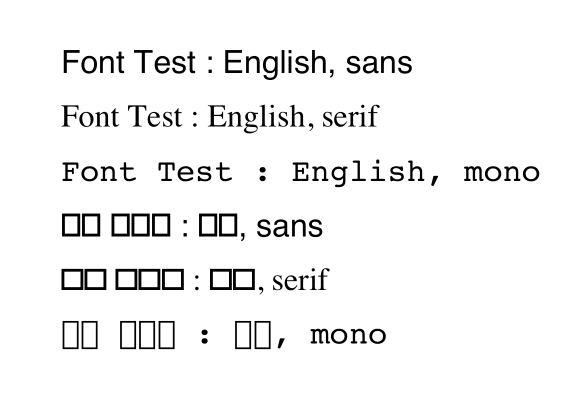 Font Test : English, sans
Font Test : English, serif
Font Test : English, mono
□□ □□□ : □□, sans
□□ □□□ : □□, serif
□□ □□□ : □□, mono